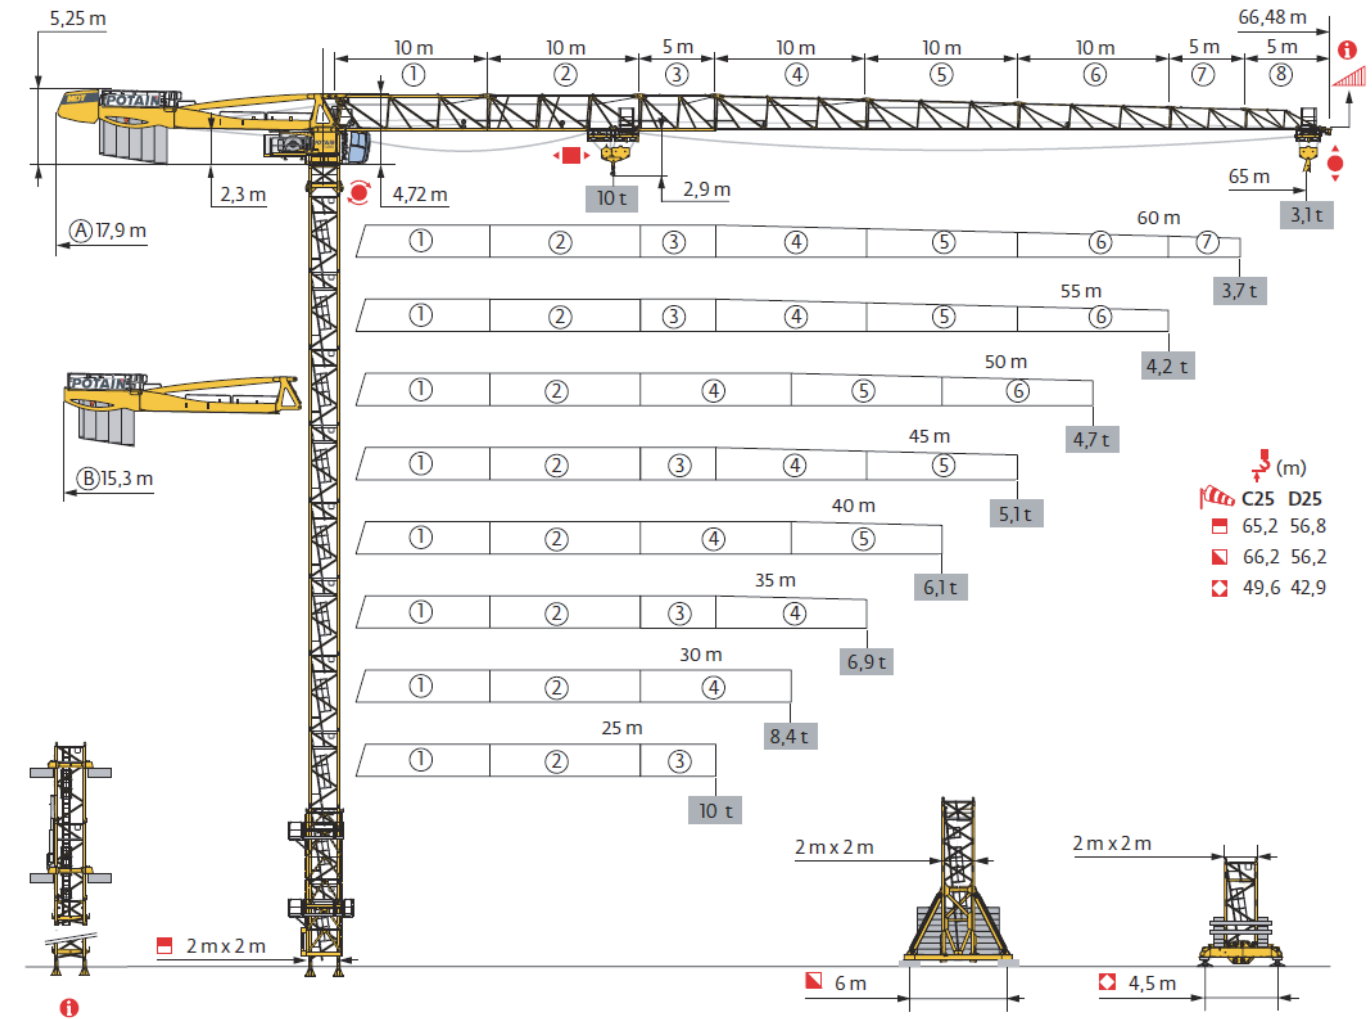 5,25 m
66,48 m
10 m 10 m 5 m 10 m 10 m 10 m 5 m 5 m
1 2 3 4 5 6 7 8
i
MDT POTAIN
POTAIN
2,3 m 4,72 m 10 t 2,9 m 65 m
3,1 t
A 17,9 m
60 m
1 2 3 4 5 6 7
3,7 t
55 m
1 2 3 4 5 6
4,2 t
50 m
1 2 4 5 6
4,7 t
POTAIN
B 15,3 m
45 m
1 2 3 4 5
5,1 t
40 m
1 2 4 5
6,1 t
35 m
1 2 3 4
6,9 t
30 m
1 2 4
8,4 t
25 m
1 2 3
10 t
(m)
C25 D25
65,2 56,8
66,2 56,2
49,6 42,9
2 m x 2 m
2 m x 2 m
2 m x 2 m
6 m
4,5 m
i